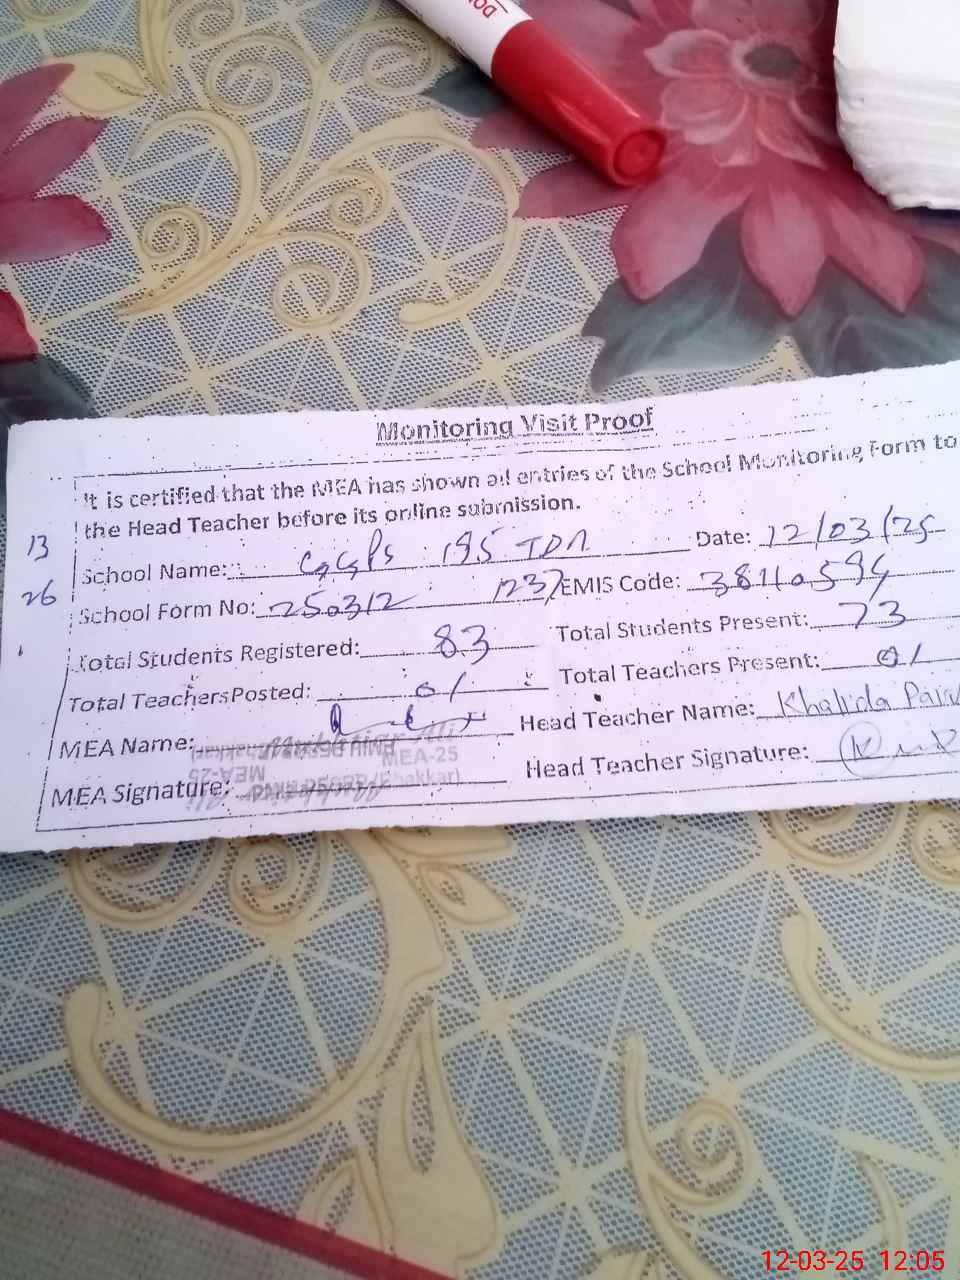 Monitoring Visit Proof
It is certified that the MEA has shown all entries of the School Monitoring Form to
the Head Teacher before its online submission.
13
26
School Name: GGPS 195 TDA Date: 12/03/25
School Form No: 250312 1237 EMIS Code: 38110594
Total Students Registered: 83 Total Students Present: 73
Total Teachers Posted: 01 Total Teachers Present: 01
MEA Name: Head Teacher Name: Khalida
MEA-25
MEA Signature: Head Teacher Signature:
12-03-25 12:05